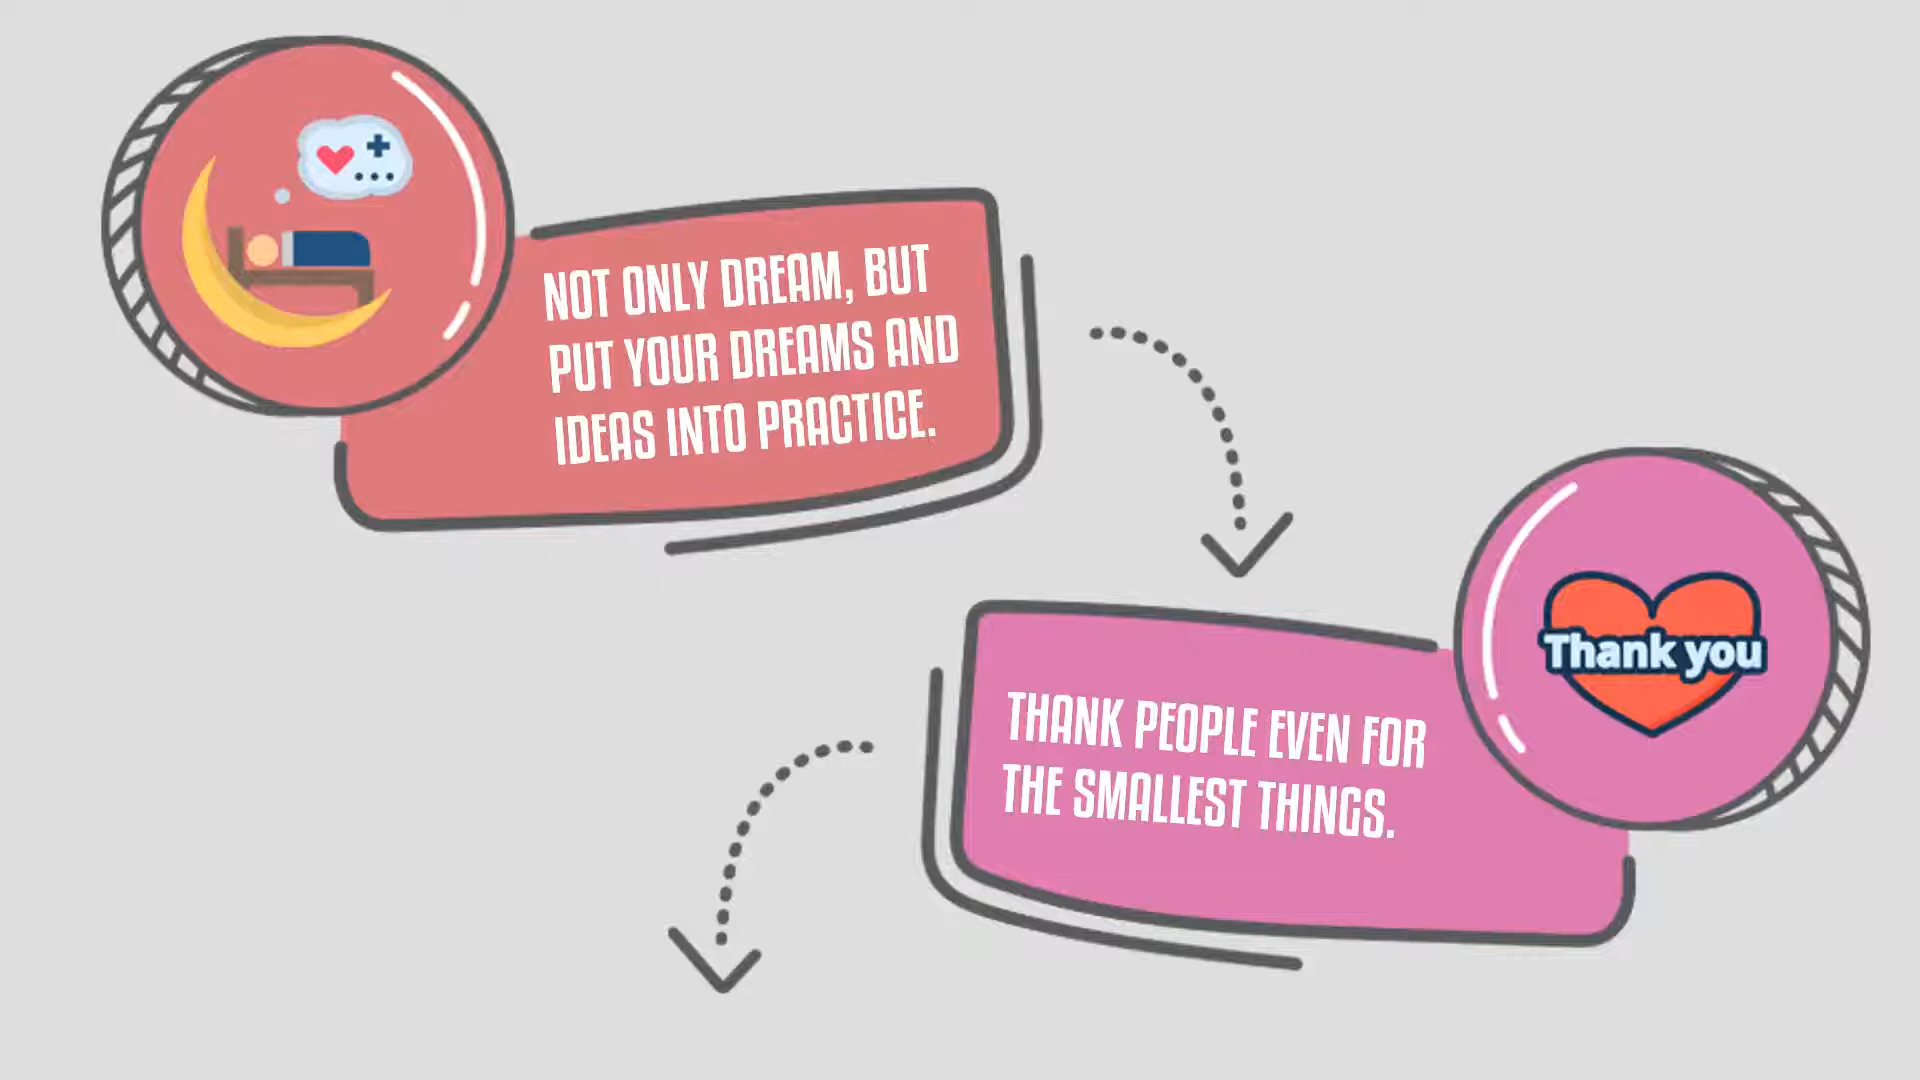 NOT ONLY DREAM, BUT
PUT YOUR DREAMS AND
IDEAS INTO PRACTICE.
Thank you
THANK PEOPLE EVEN FOR
THE SMALLEST THINGS.